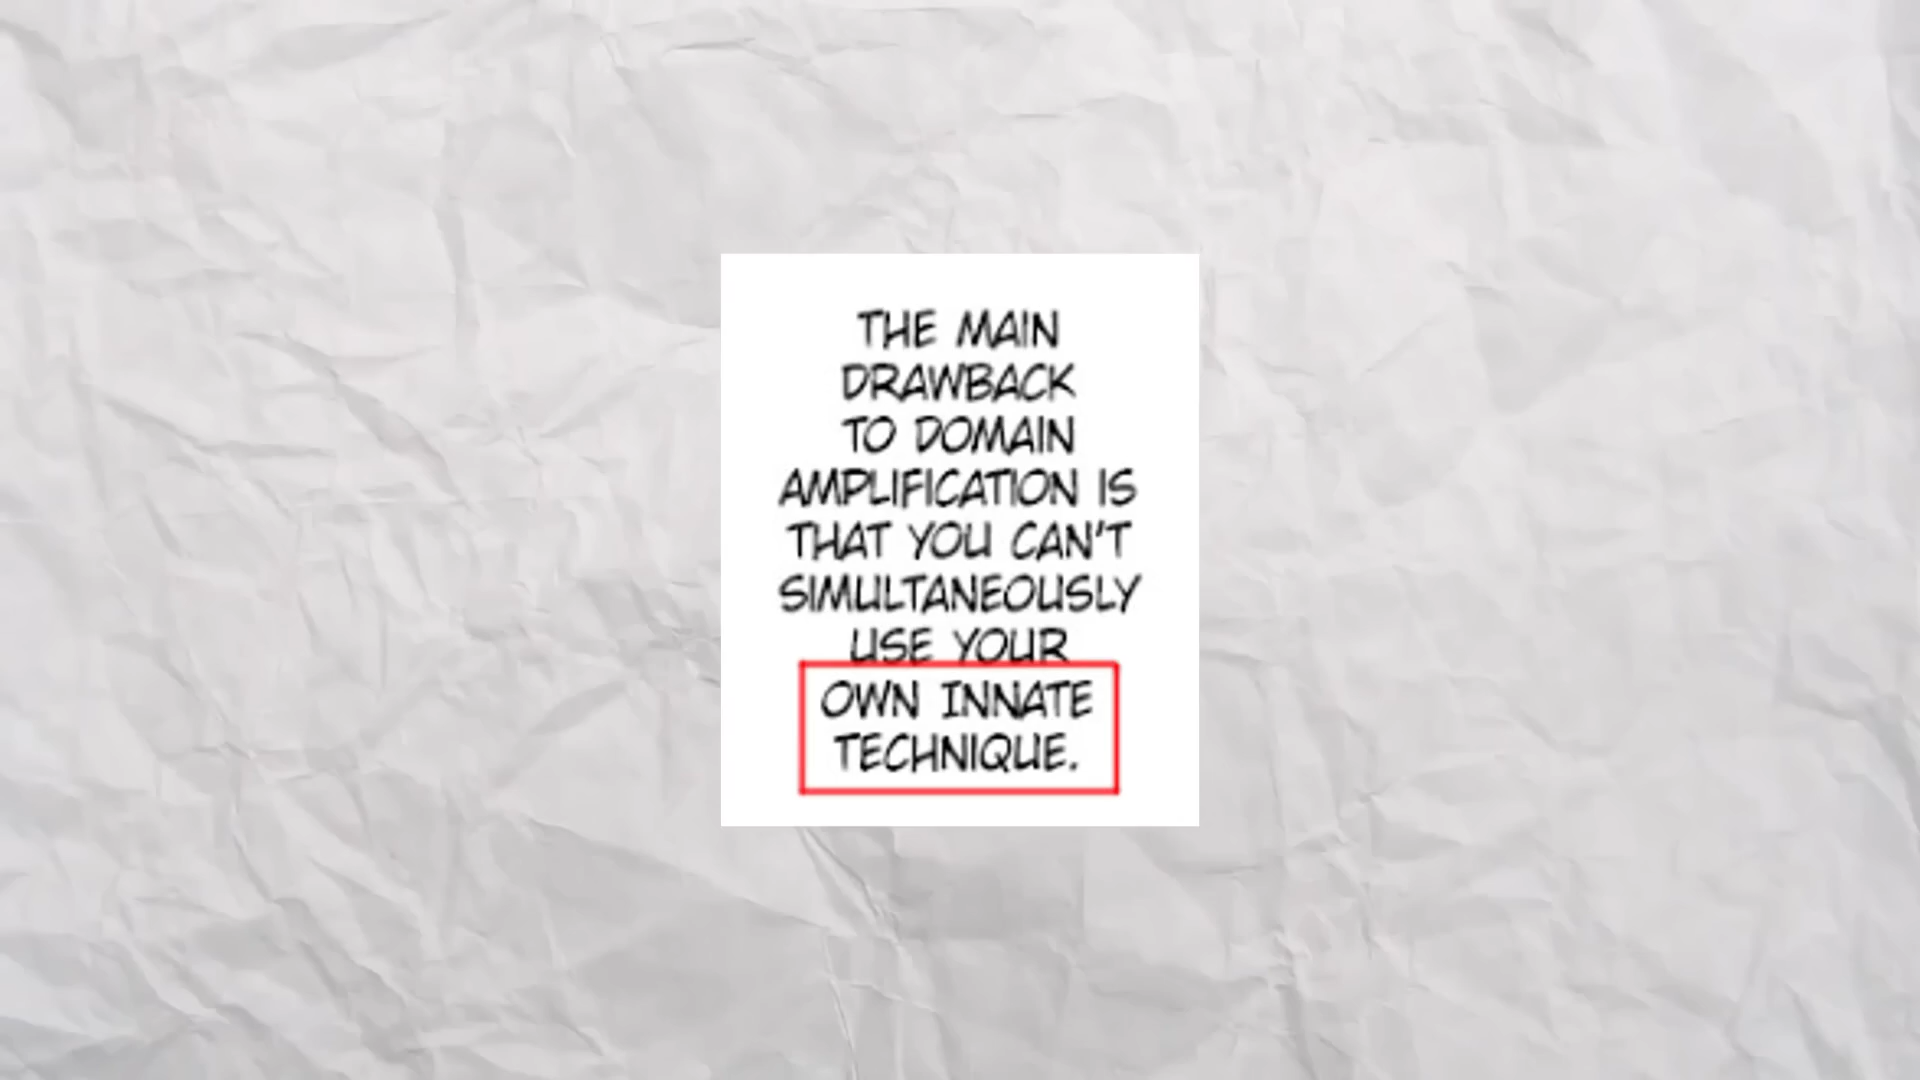 THE MAIN
DRAWBACK
TO DOMAIN
AMPLIFICATION IS
THAT YOU CAN'T
SIMULTANEOUSLY
USE YOUR
OWN INNATE
TECHNIQUE.